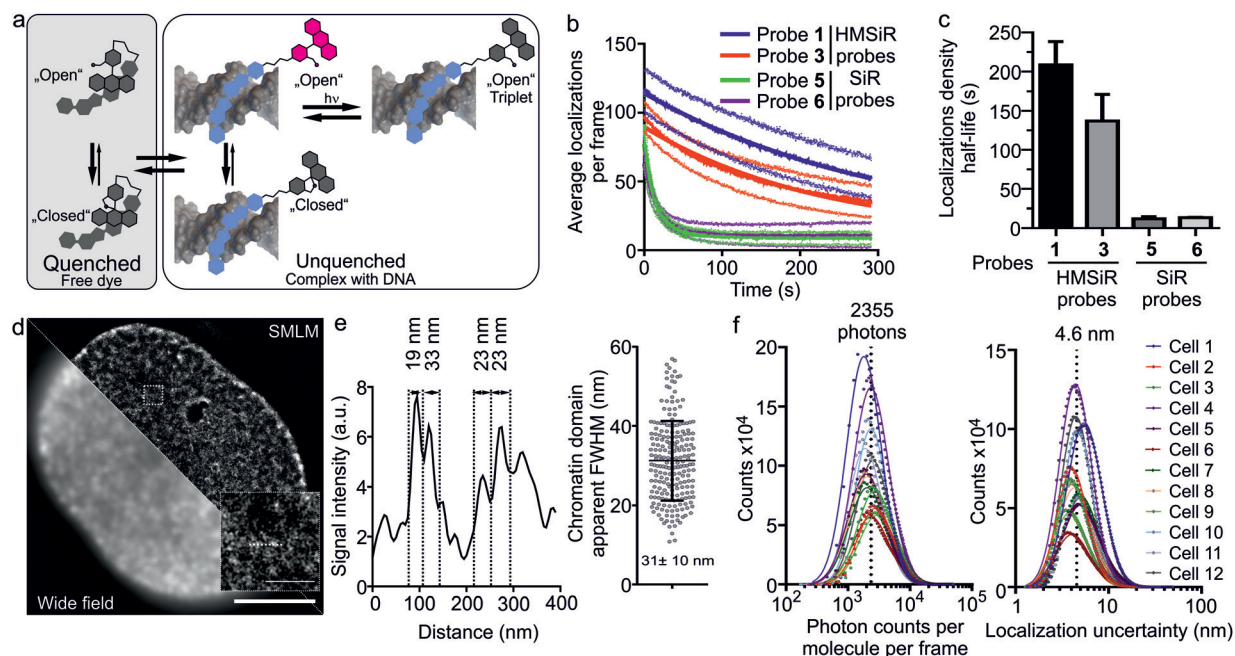 a
„Open“
„Closed“
Quenched
Free dye
„Open“
hν
„Open“
Triplet
„Closed“
Unquenched
Complex with DNA
b
Average localizations
per frame
150
100
50
0
0
100
200
300
Time (s)
Probe 1
HMSiR
Probe 3
probes
Probe 5
SiR
Probe 6
probes
c
Localizations density
half-life (s)
250
200
150
100
50
0
Probes
1
3
5
6
HMSiR
probes
SiR
probes
d
SMLM
Wide field
e
19 nm
33 nm
23 nm
23 nm
Signal intensity (a.u.)
8
7
6
5
4
3
2
1
0
0
100
200
300
400
Distance (nm)
Chromatin domain
apparent FWHM (nm)
60
40
20
0
31± 10 nm
f
2355
photons
Counts x10⁴
20
15
10
5
0
10²
10³
10⁴
10⁵
Photon counts per
molecule per frame
4.6 nm
Counts x10⁴
15
10
5
0
1
10
100
Localization uncertainty (nm)
Cell 1
Cell 2
Cell 3
Cell 4
Cell 5
Cell 6
Cell 7
Cell 8
Cell 9
Cell 10
Cell 11
Cell 12